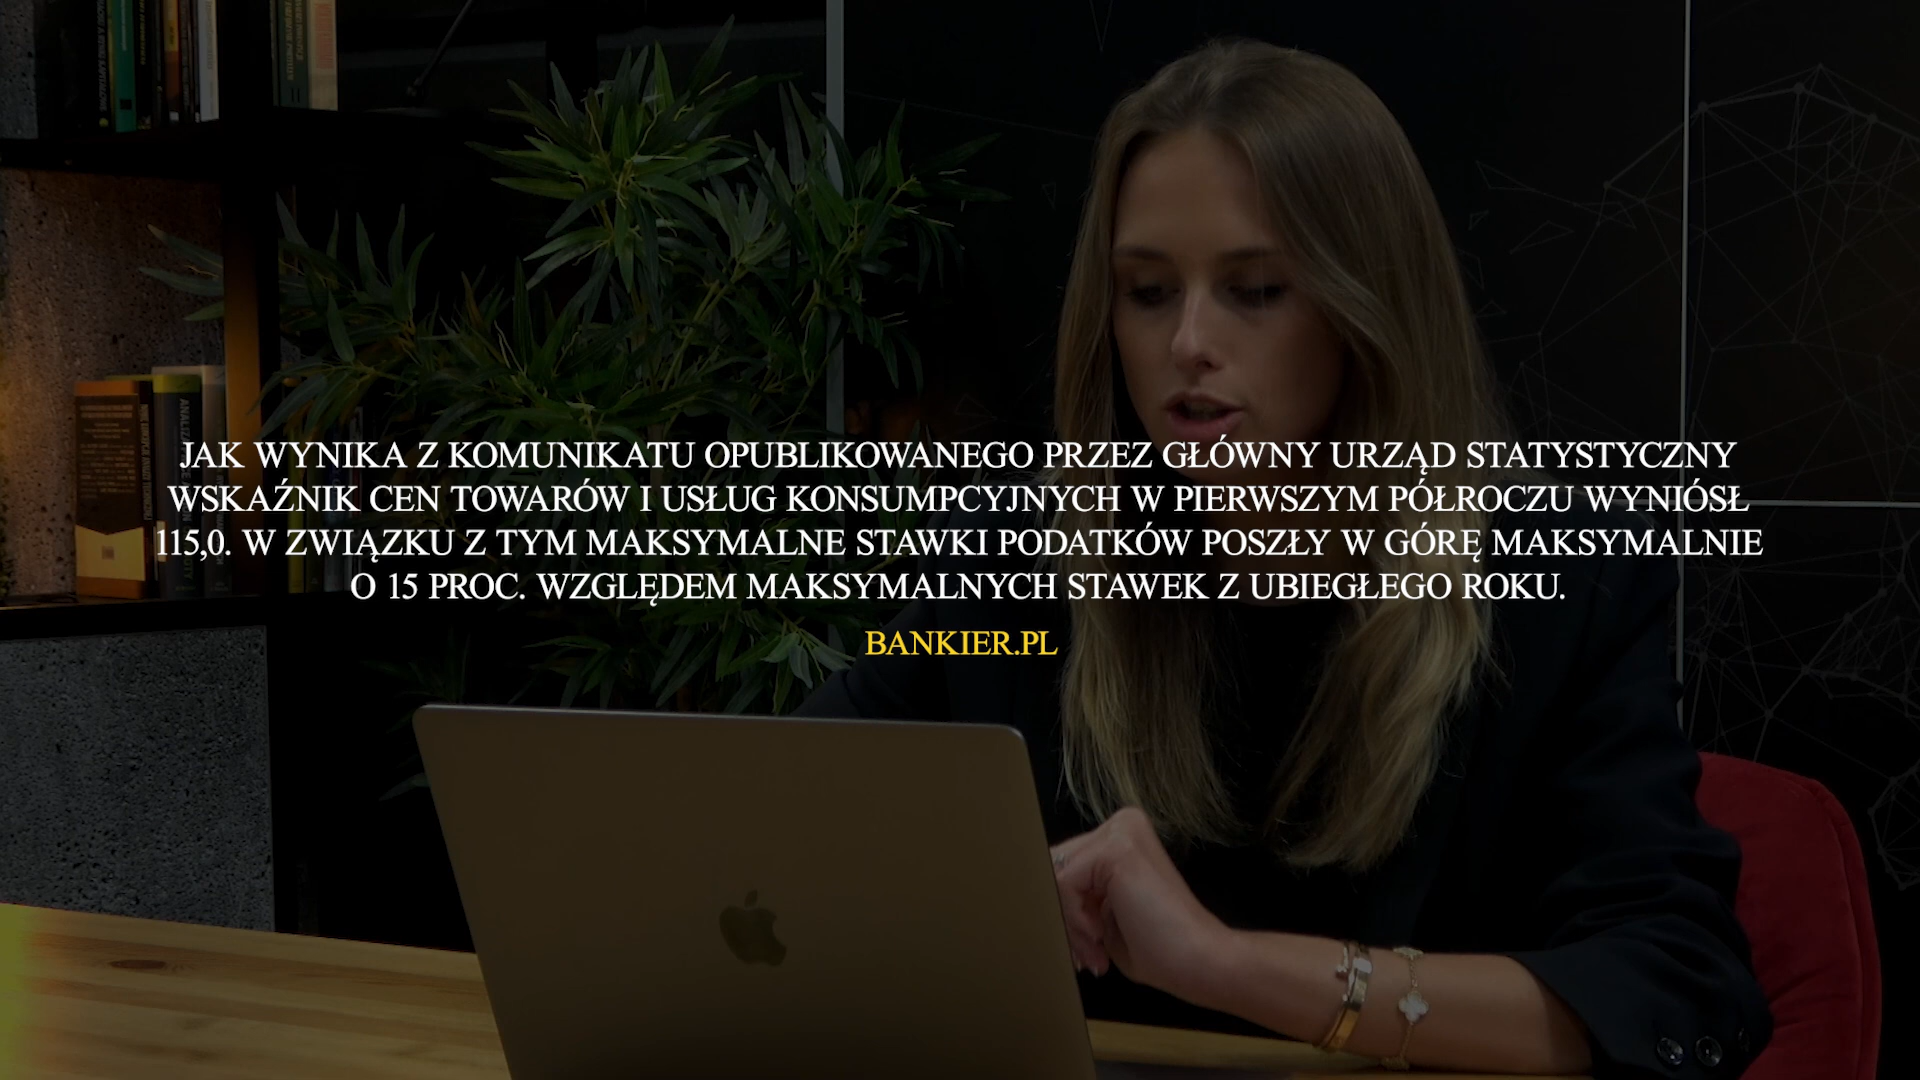 JAK WYNIKA Z KOMUNIKATU OPUBLIKOWANEGO PRZEZ GŁÓWNY URZĄD STATYSTYCZNY
WSKAŹNIK CEN TOWARÓW I USŁUG KONSUMPCYJNYCH W PIERWSZYM PÓŁROCZU WYNIÓSŁ
115,0. W ZWIĄZKU Z TYM MAKSYMALNE STAWKI PODATKÓW POSZŁY W GÓRĘ MAKSYMALNIE
O 15 PROC. WZGLĘDEM MAKSYMALNYCH STAWEK Z UBIEGŁEGO ROKU.
BANKIER.PL